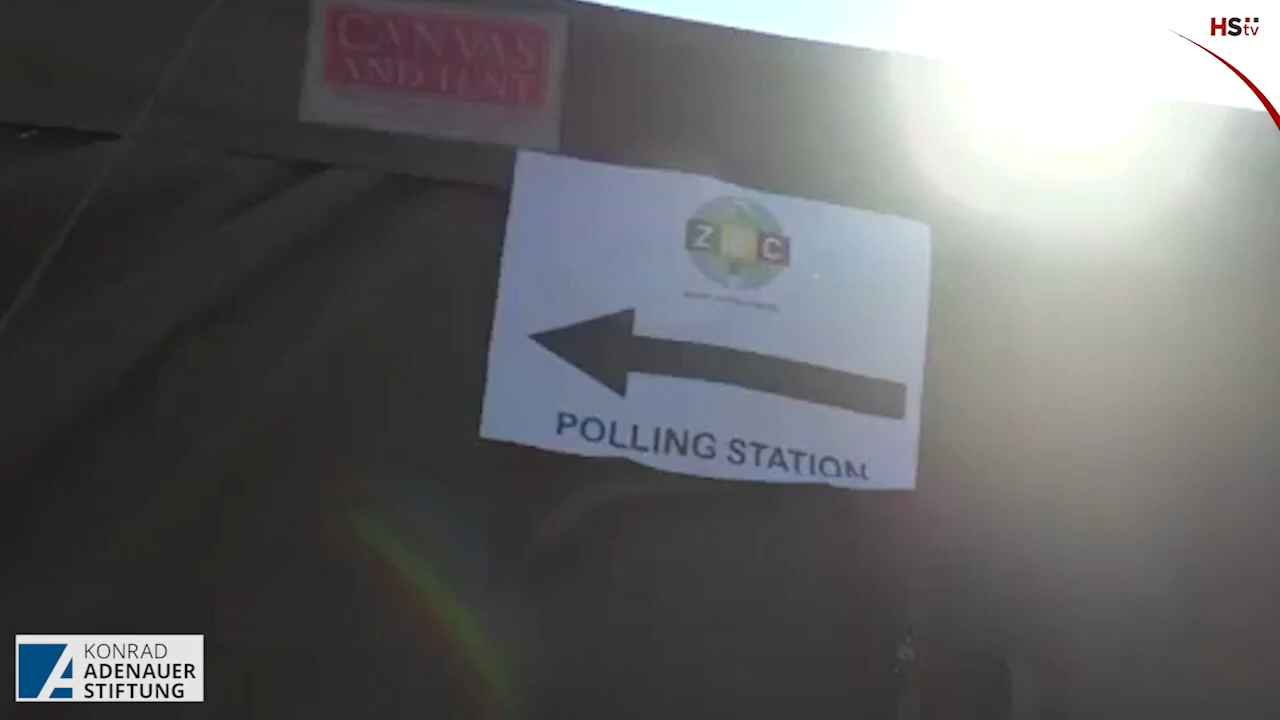 HStv
CANVAS
AND TENT
ZEC
POLLING STATION
KONRAD
ADENAUER
STIFTUNG